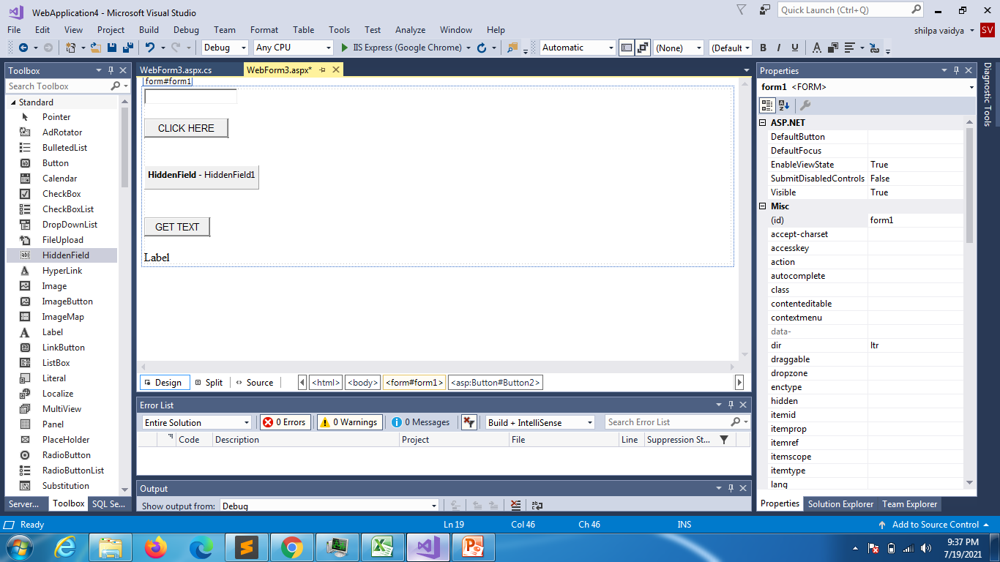 WebApplication4 - Microsoft Visual Studio
Quick Launch (Ctrl+Q)
File Edit View Project Build Debug Team Format Table Tools Test Analyze Window Help
shilpa vaidya SV
Debug Any CPU IIS Express (Google Chrome) Automatic (None) (Default B I U A
Toolbox
Search Toolbox
Standard
Pointer
AdRotator
BulletedList
Button
Calendar
CheckBox
CheckBoxList
DropDownList
FileUpload
HiddenField
HyperLink
Image
ImageButton
ImageMap
Label
LinkButton
ListBox
Literal
Localize
MultiView
Panel
PlaceHolder
RadioButton
RadioButtonList
Substitution
Server... Toolbox SQL Se...
WebForm3.aspx.cs WebForm3.aspx*
form#form1
CLICK HERE
HiddenField - HiddenField1
GET TEXT
Label
Design Split Source <html> <body> <form#form1> <asp:Button#Button2>
Error List
Entire Solution 0 Errors 0 Warnings 0 Messages Build + IntelliSense Search Error List
Code Description Project File Line Suppression St...
Output
Show output from: Debug
Properties
form1 <FORM>
ASP.NET
DefaultButton
DefaultFocus
EnableViewState True
SubmitDisabledControls False
Visible True
Misc
(id) form1
accept-charset
accesskey
action
autocomplete
class
contenteditable
contextmenu
data-
dir ltr
draggable
dropzone
enctype
hidden
itemid
itemprop
itemref
itemscope
itemtype
lang
Properties Solution Explorer Team Explorer
Diagnostic Tools
Ready Ln 19 Col 46 Ch 46 INS Add to Source Control
9:37 PM
7/19/2021